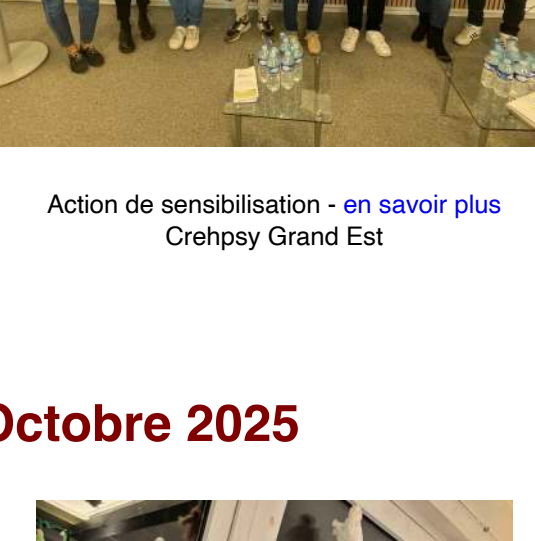 Action de sensibilisation - en savoir plus
Crehpsy Grand Est
Octobre 2025